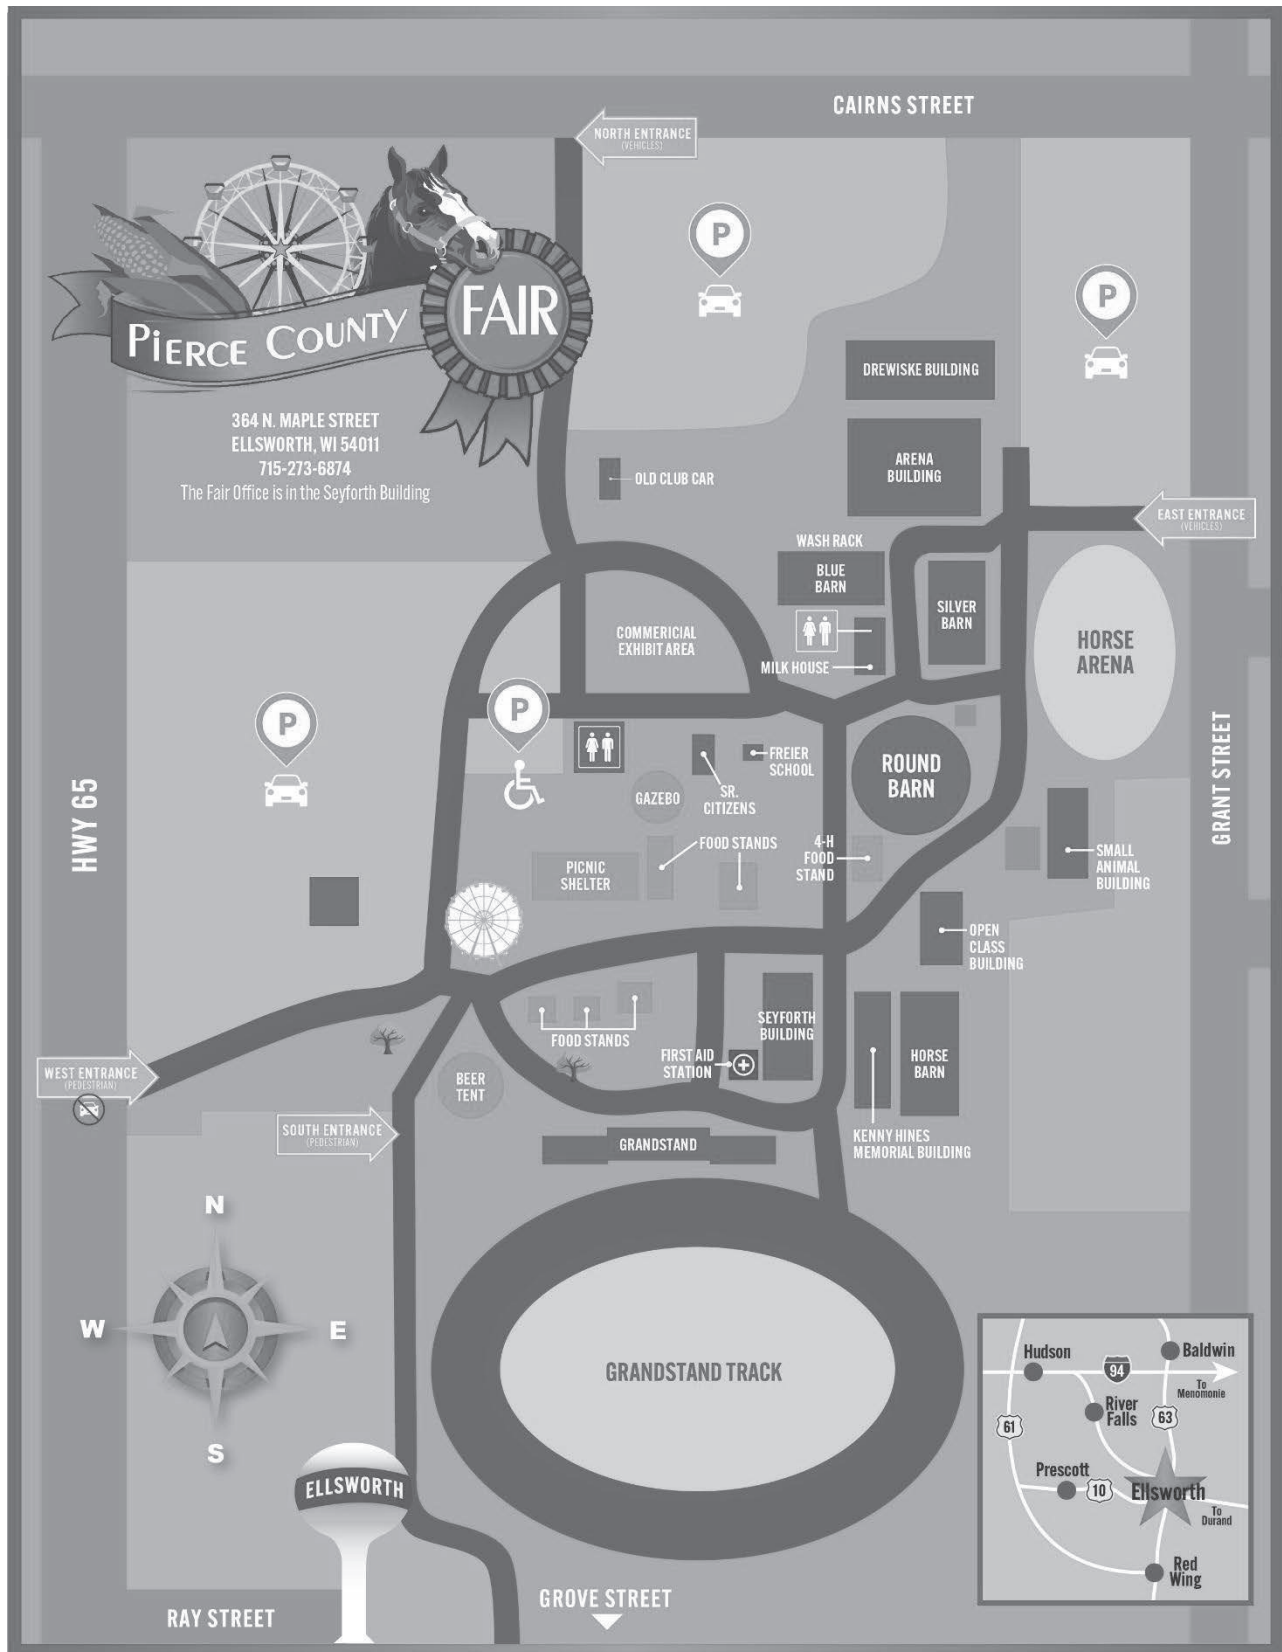 CAIRNS STREET
NORTH ENTRANCE
(VEHICLES)
P
P
PIERCE COUNTY
FAIR
364 N. MAPLE STREET
ELLSWORTH, WI 54011
715-273-6874
The Fair Office is in the Seyforth Building
DREWISKE BUILDING
ARENA
BUILDING
OLD CLUB CAR
EAST ENTRANCE
(VEHICLES)
WASH RACK
BLUE
BARN
SILVER
BARN
COMMERICIAL
EXHIBIT AREA
HORSE
ARENA
MILK HOUSE
P
P
FREIER
SCHOOL
ROUND
BARN
SR.
CITIZENS
GAZEBO
HWY 65
GRANT STREET
FOOD STANDS
4-H
FOOD
STAND
PICNIC
SHELTER
SMALL
ANIMAL
BUILDING
OPEN
CLASS
BUILDING
SEYFORTH
BUILDING
FOOD STANDS
FIRST AID
STATION
HORSE
BARN
WEST ENTRANCE
(PEDESTRIAN)
BEER
TENT
SOUTH ENTRANCE
(PEDESTRIAN)
GRANDSTAND
KENNY HINES
MEMORIAL BUILDING
N
W
E
S
GRANDSTAND TRACK
Hudson
94
Baldwin
To
Menomonie
61
River
Falls
63
Prescott
10
Ellsworth
To
Durand
Red
Wing
ELLSWORTH
RAY STREET
GROVE STREET